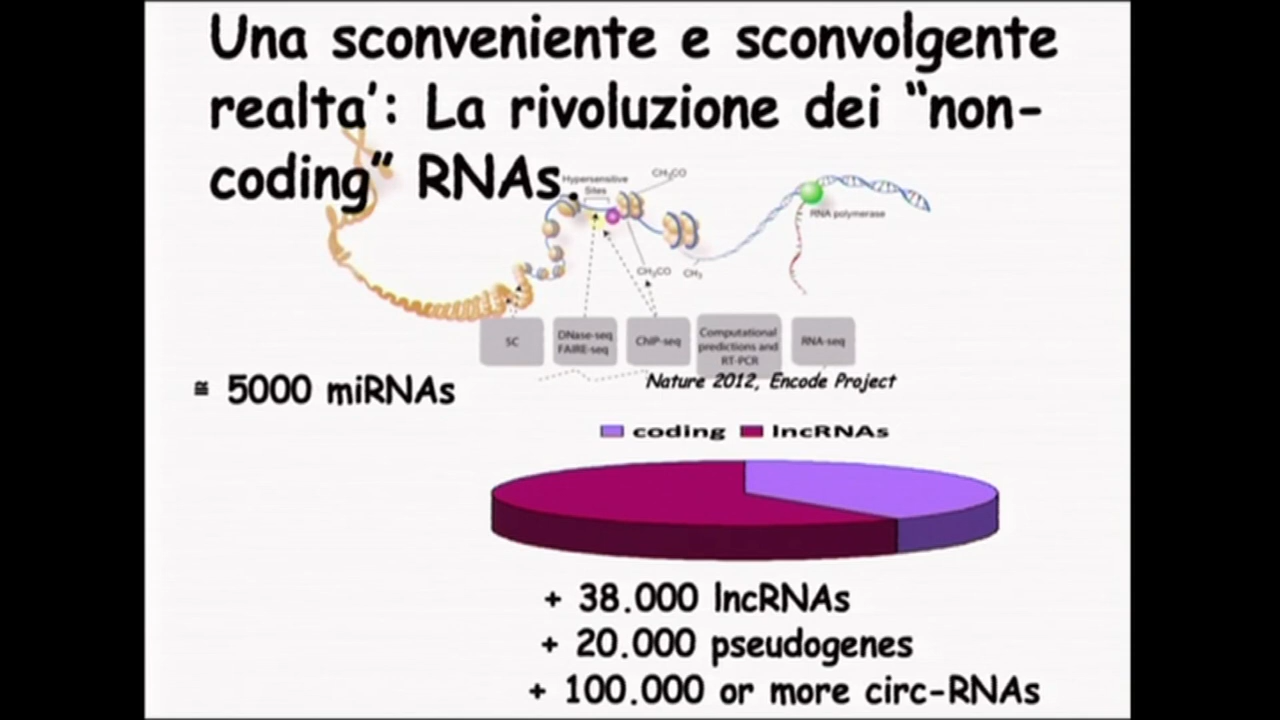 Una sconveniente e sconvolgente
realta’: La rivoluzione dei “non-
coding” RNAs.
Hypersensitive
Sites
CH₃CO
RNA polymerase
CH₃CO
CH₃
5C
DNase-seq
FAIRE-seq
ChIP-seq
Computational
predictions and
RT-PCR
RNA-seq
Nature 2012, Encode Project
≅ 5000 miRNAs
coding lncRNAs
+ 38.000 lncRNAs
+ 20.000 pseudogenes
+ 100.000 or more circ-RNAs